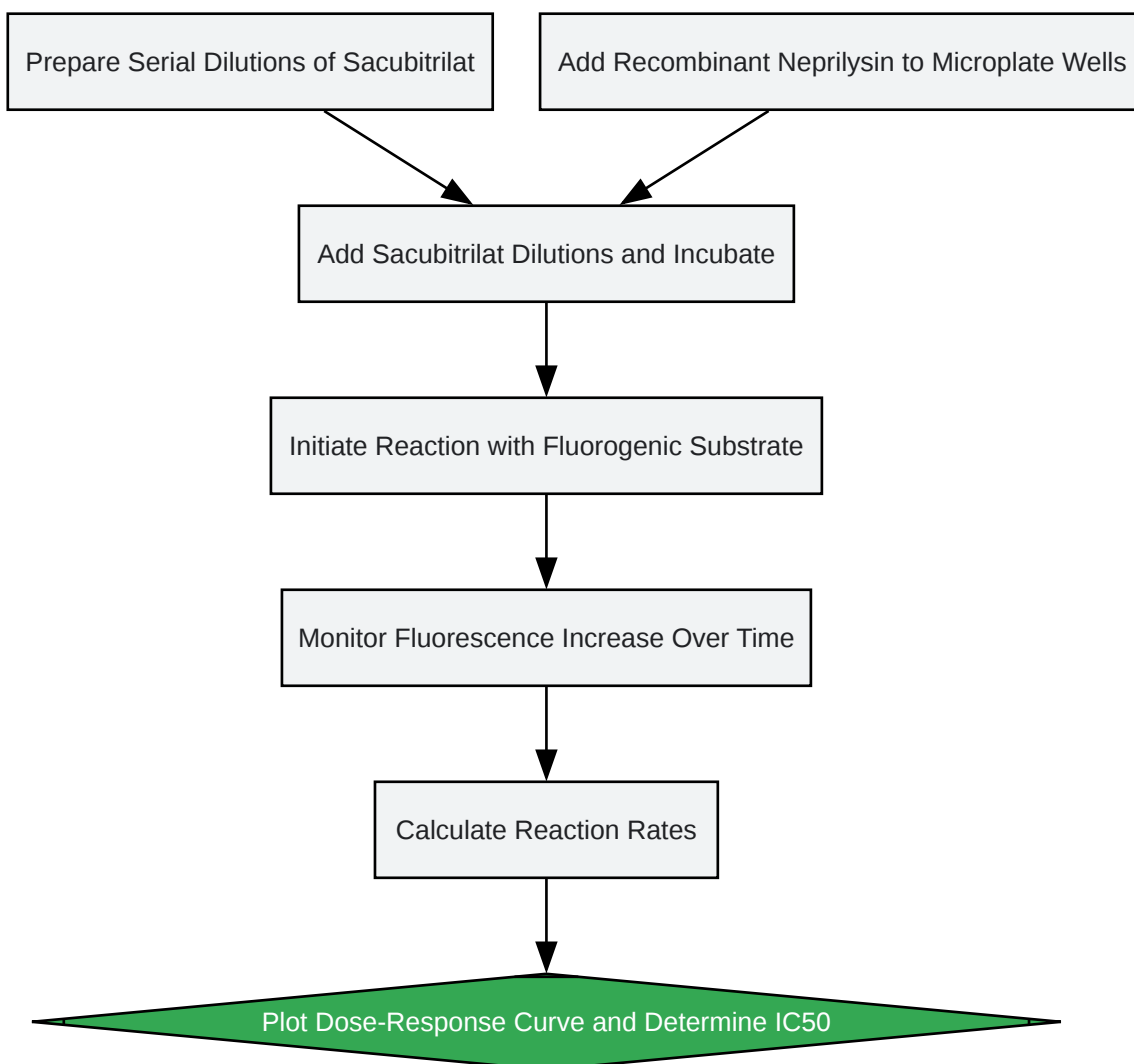 Prepare Serial Dilutions of Sacubitrilat
Add Recombinant Neprilysin to Microplate Wells
Add Sacubitrilat Dilutions and Incubate
Initiate Reaction with Fluorogenic Substrate
Monitor Fluorescence Increase Over Time
Calculate Reaction Rates
Plot Dose-Response Curve and Determine IC50